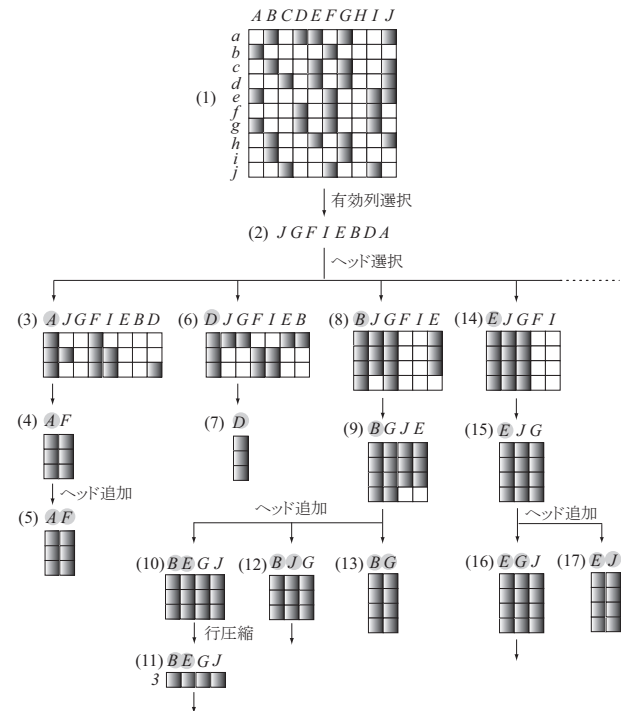 A B C D E F G H I J
a
b
c
d
(1)
e
f
g
h
i
j
有効列選択
(2) J G F I E B D A
ヘッド選択
(3) A J G F I E B D
(6) D J G F I E B
(8) B J G F I E
(14) E J G F I
(4) A F
(7) D
(9) B G J E
(15) E J G
ヘッド追加
(5) A F
ヘッド追加
ヘッド追加
(10) B E G J
(12) B J G
(13) B G
(16) E G J
(17) E J
行圧縮
(11) B E G J
3